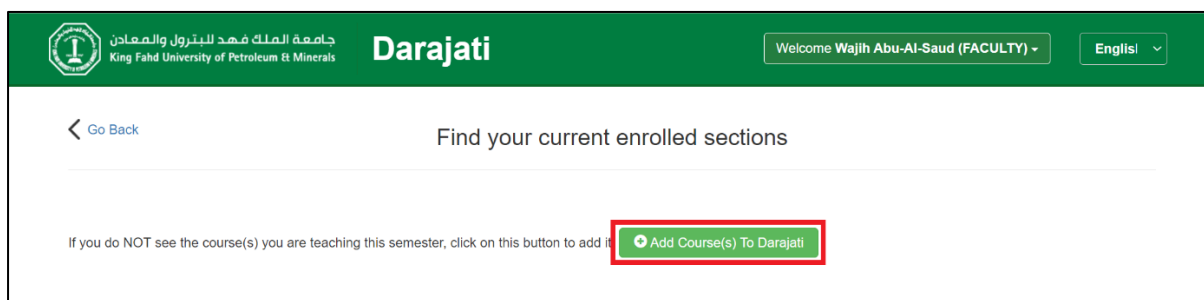 جامعة الملك فهد للبترول والمعادن
King Fahd University of Petroleum & Minerals
Darajati
Welcome Wajih Abu-Al-Saud (FACULTY)
Englisl
Go Back
Find your current enrolled sections
If you do NOT see the course(s) you are teaching this semester, click on this button to add it
Add Course(s) To Darajati